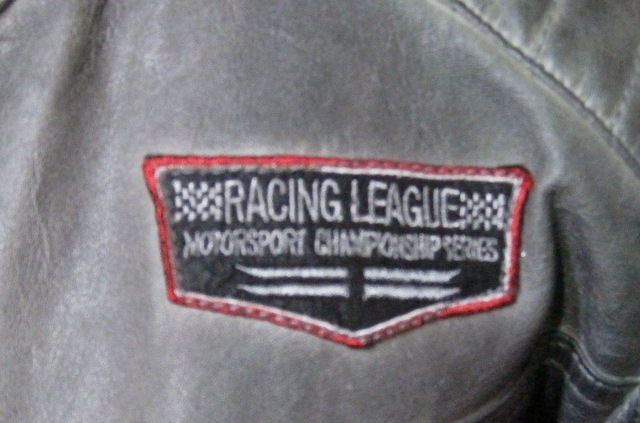 RACING LEAGUE
MOTORSPORT CHAMPIONSHIP SERIES